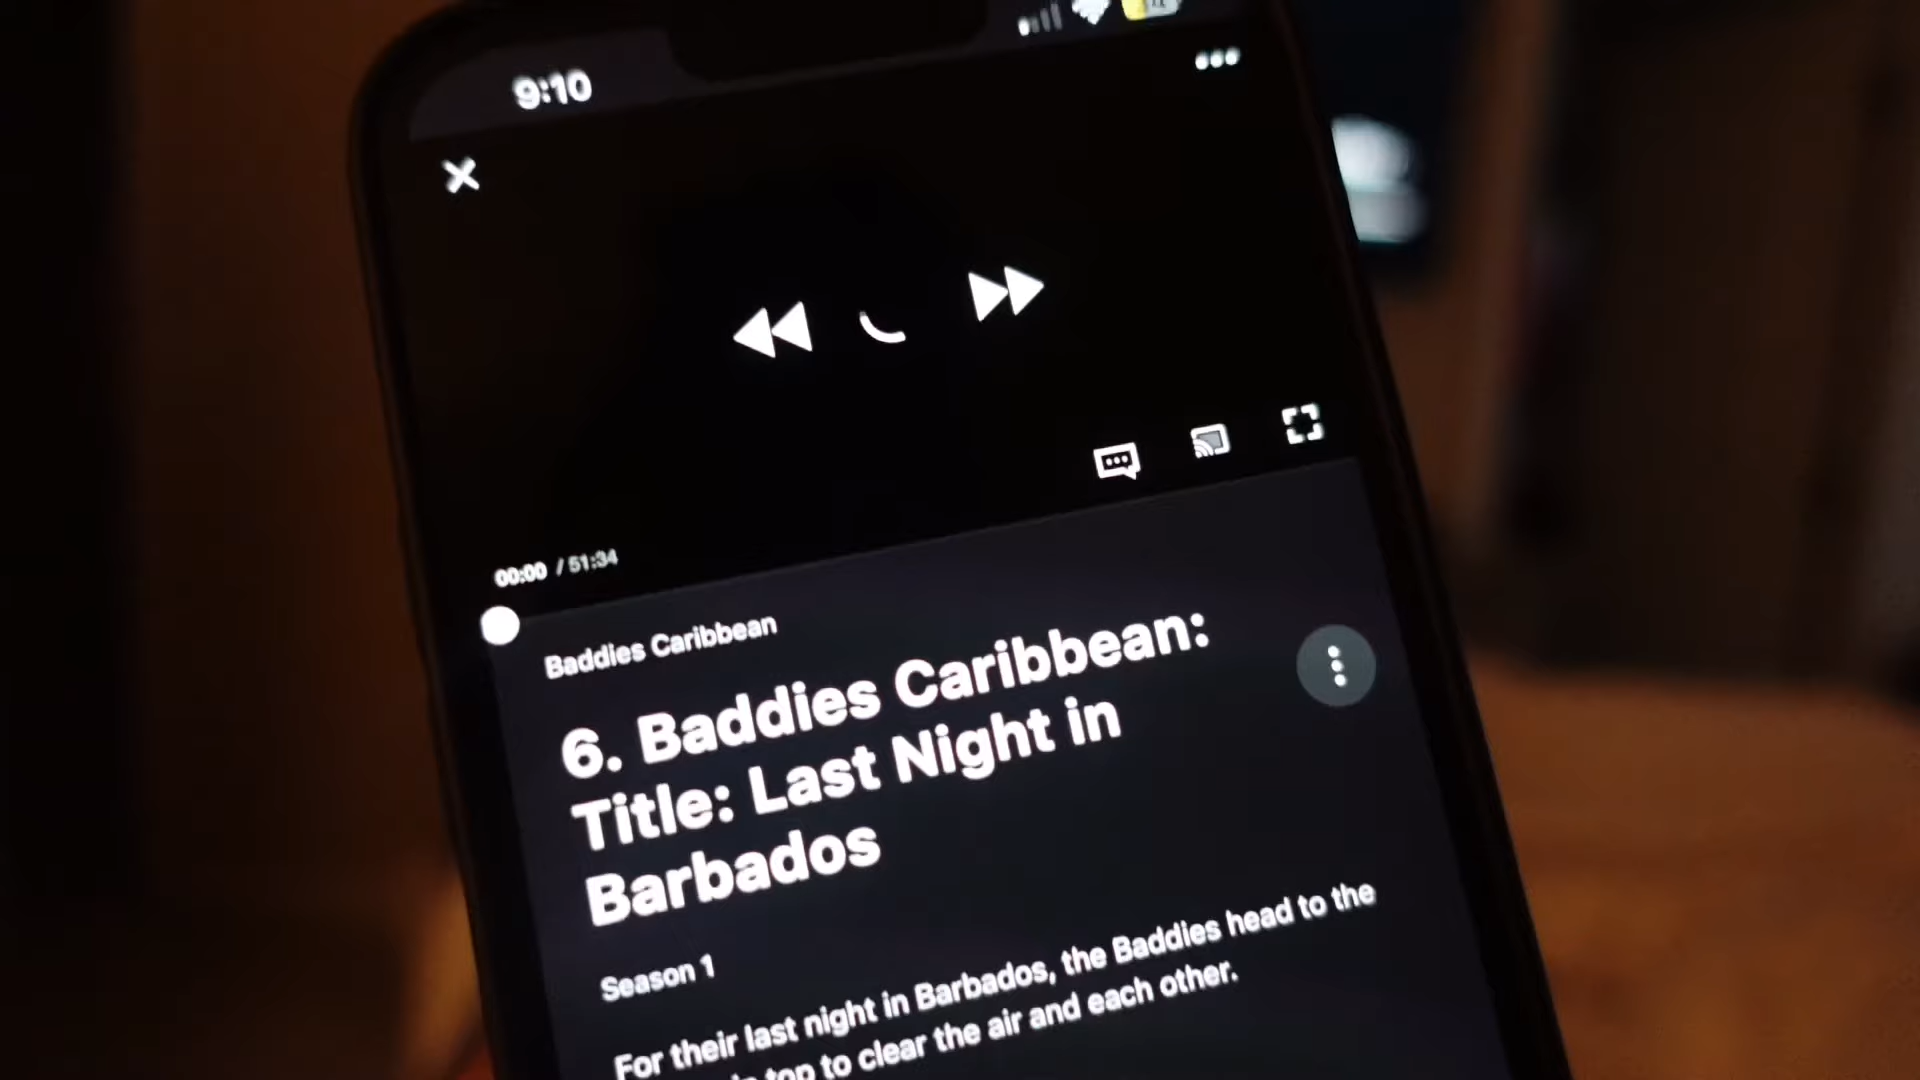 9:10
00:00 / 51:34
Baddies Caribbean
6. Baddies Caribbean:
Title: Last Night in
Barbados
Season 1
For their last night in Barbados, the Baddies head to the
top to clear the air and each other.